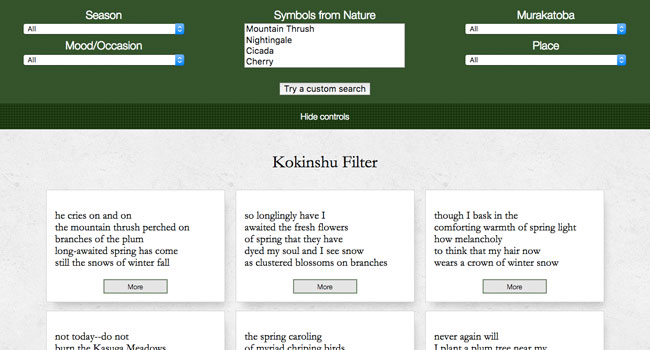 Season
All
Mood/Occasion
All
Symbols from Nature
Mountain Thrush
Nightingale
Cicada
Cherry
Murakatoba
All
Place
All
Try a custom search
Hide controls
Kokinshu Filter
he cries on and on
the mountain thrush perched on
branches of the plum
long-awaited spring has come
still the snows of winter fall
More
so longlingly have I
awaited the fresh flowers
of spring that they have
dyed my soul and I see snow
as clustered blossoms on branches
More
though I bask in the
comforting warmth of spring light
how melancholy
to think that my hair now
wears a crown of winter snow
More
not today--do not
burn the Kasuga Meadows
the spring caroling
of myriad chriping birds
never again will
I plant a plum tree near my